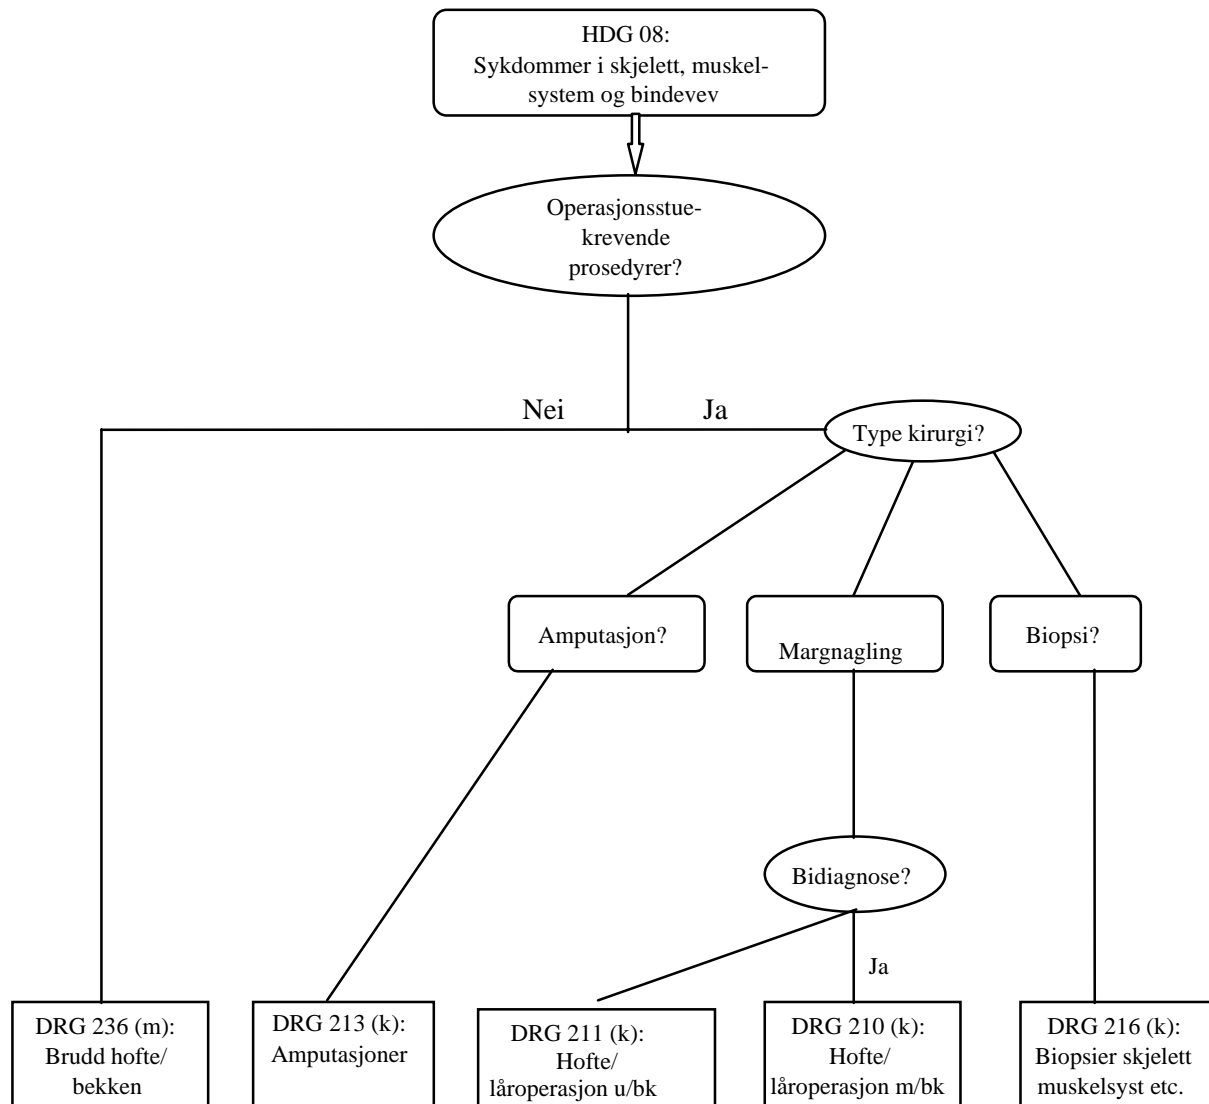 HDG 08:
Sykdommer i skjelett, muskel-
system og bindevev
Operasjonsstue-
krevende
prosedyrer?
Nei
Ja
Type kirurgi?
Amputasjon?
Margnagling
Biopsi?
Bidiagnose?
Ja
DRG 236 (m):
Brudd hofte/
bekken
DRG 213 (k):
Amputasjoner
DRG 211 (k):
Hofte/
låroperasjon u/bk
DRG 210 (k):
Hofte/
låroperasjon m/bk
DRG 216 (k):
Biopsier skjelett
muskelsyst etc.